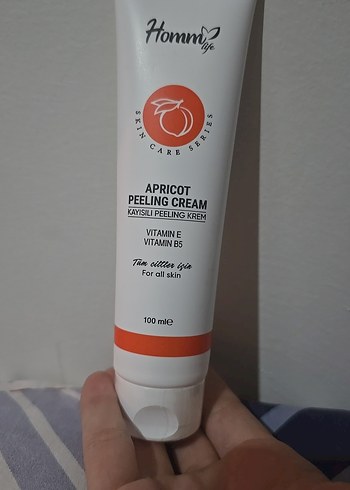 Homm
life
SKIN CARE SERIES
APRICOT
PEELING CREAM
KAYISILI PEELING KREM
VITAMIN E
VITAMIN B5
Tüm ciltler için
For all skin
100 ml℮